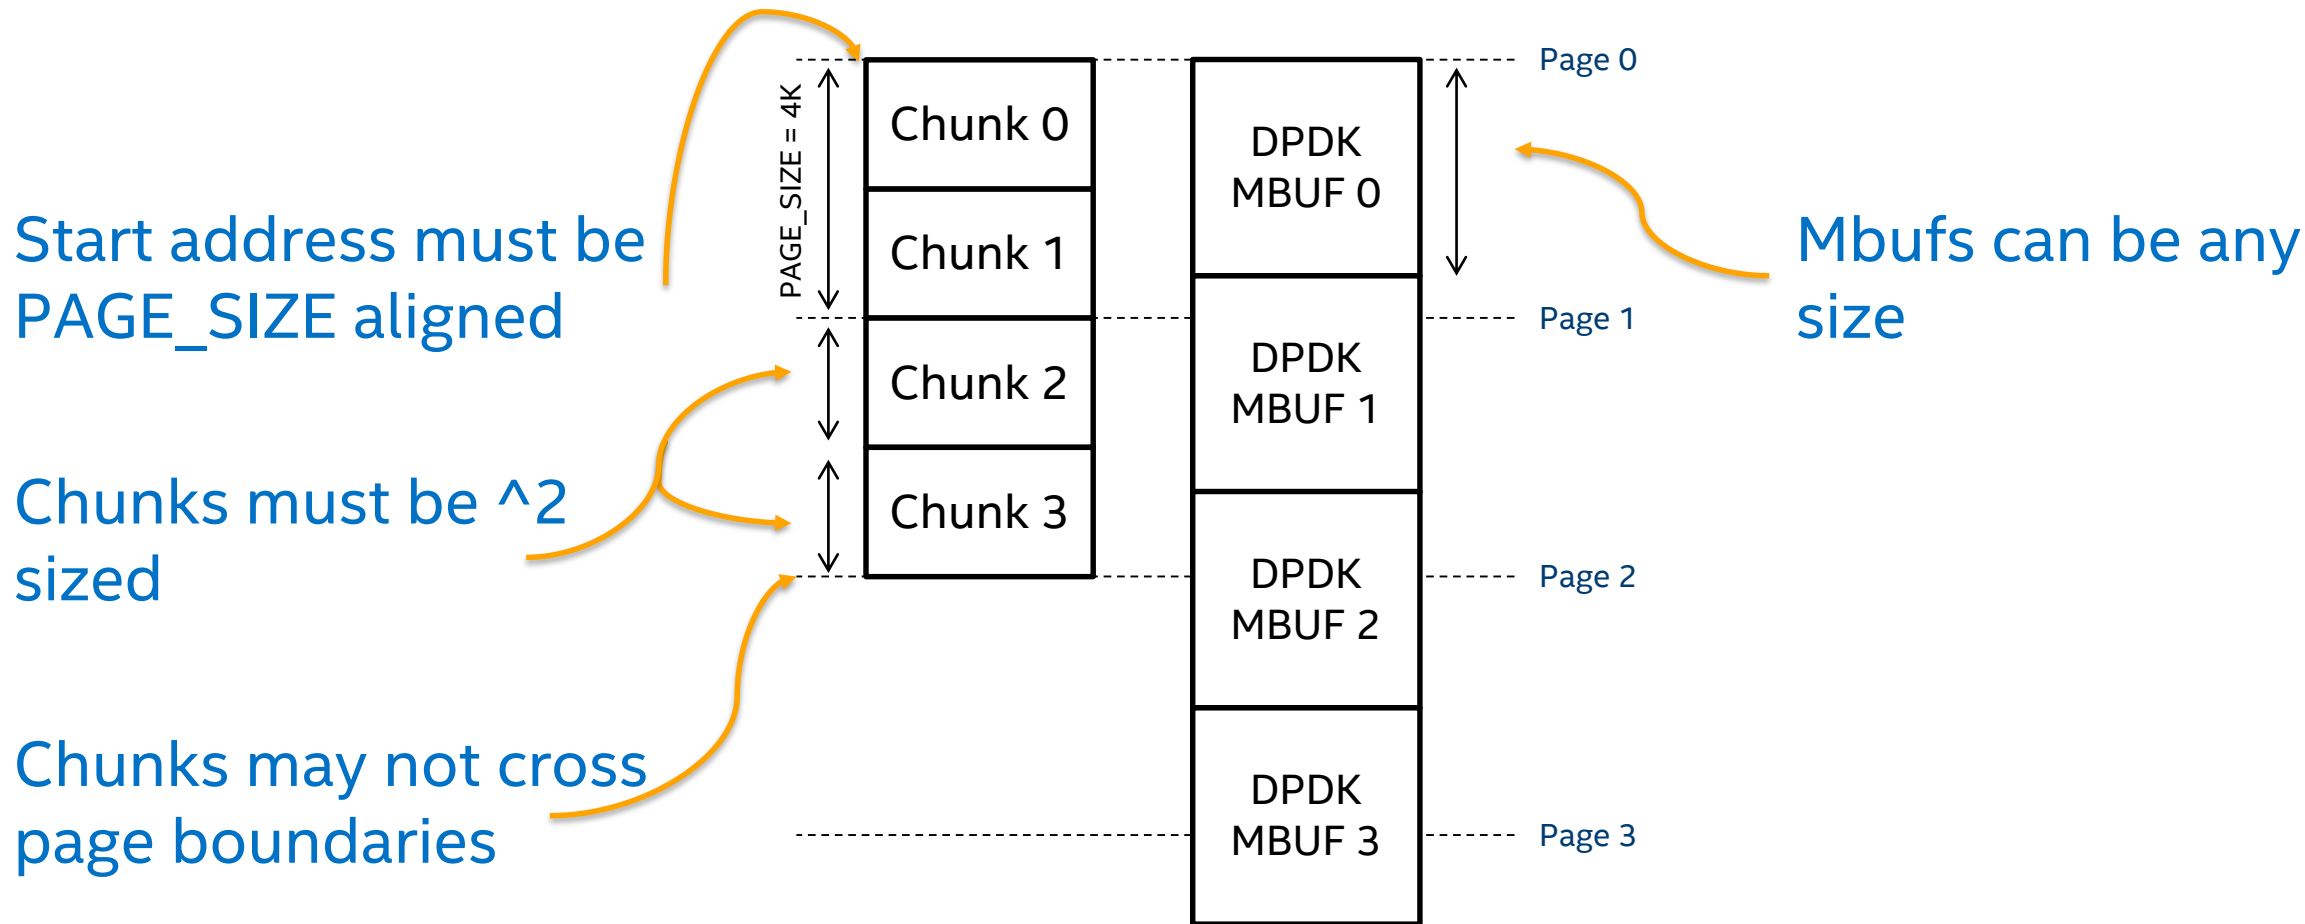 Start address must be
PAGE_SIZE aligned
Chunks must be ^2
sized
Chunks may not cross
page boundaries
PAGE_SIZE = 4K
Chunk 0
Chunk 1
Chunk 2
Chunk 3
DPDK
MBUF 0
DPDK
MBUF 1
DPDK
MBUF 2
DPDK
MBUF 3
Page 0
Page 1
Page 2
Page 3
Mbufs can be any
size